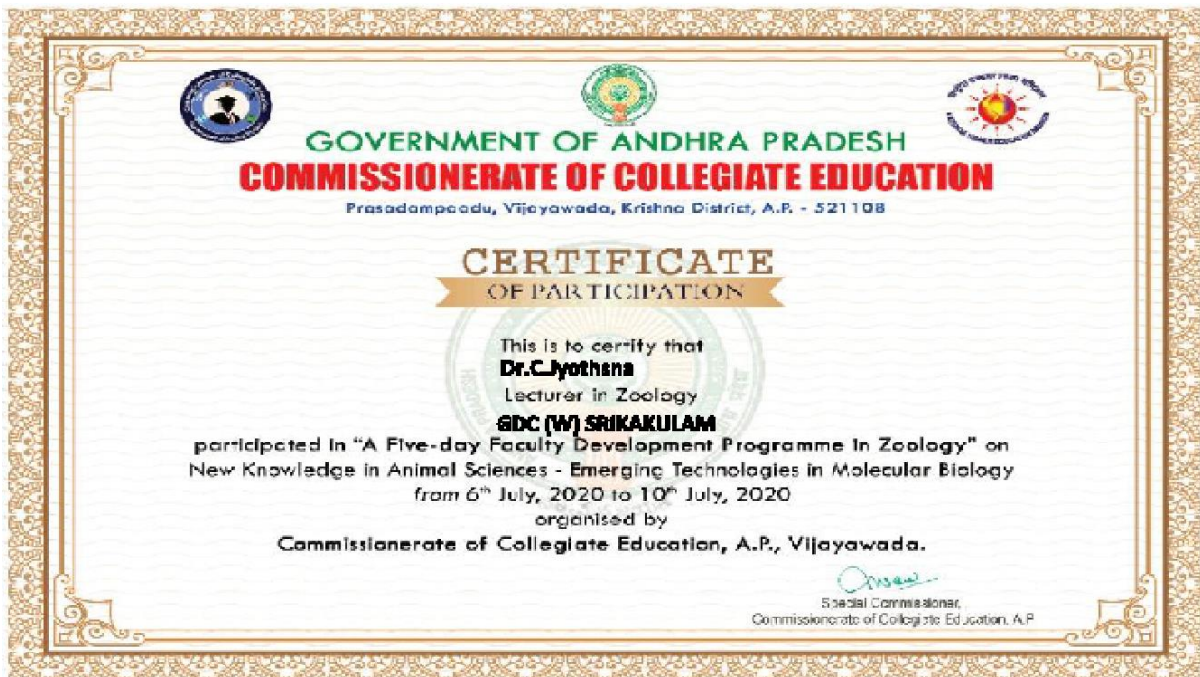 GOVERNMENT OF ANDHRA PRADESH
COMMISSIONERATE OF COLLEGIATE EDUCATION
Prasadampaadu, Vijayawada, Krishna District, A.P. - 521108
CERTIFICATE
OF PARTICIPATION
This is to certify that
Dr.C.Jyothsna
Lecturer in Zoology
GDC (W) SRIKAKULAM
participated in “A Five-day Faculty Development Programme in Zoology” on
New Knowledge in Animal Sciences - Emerging Technologies in Molecular Biology
from 6th July, 2020 to 10th July, 2020
organised by
Commissionerate of Collegiate Education, A.P., Vijayawada.
Special Commissioner,
Commissionerate of Collegiate Education, A.P